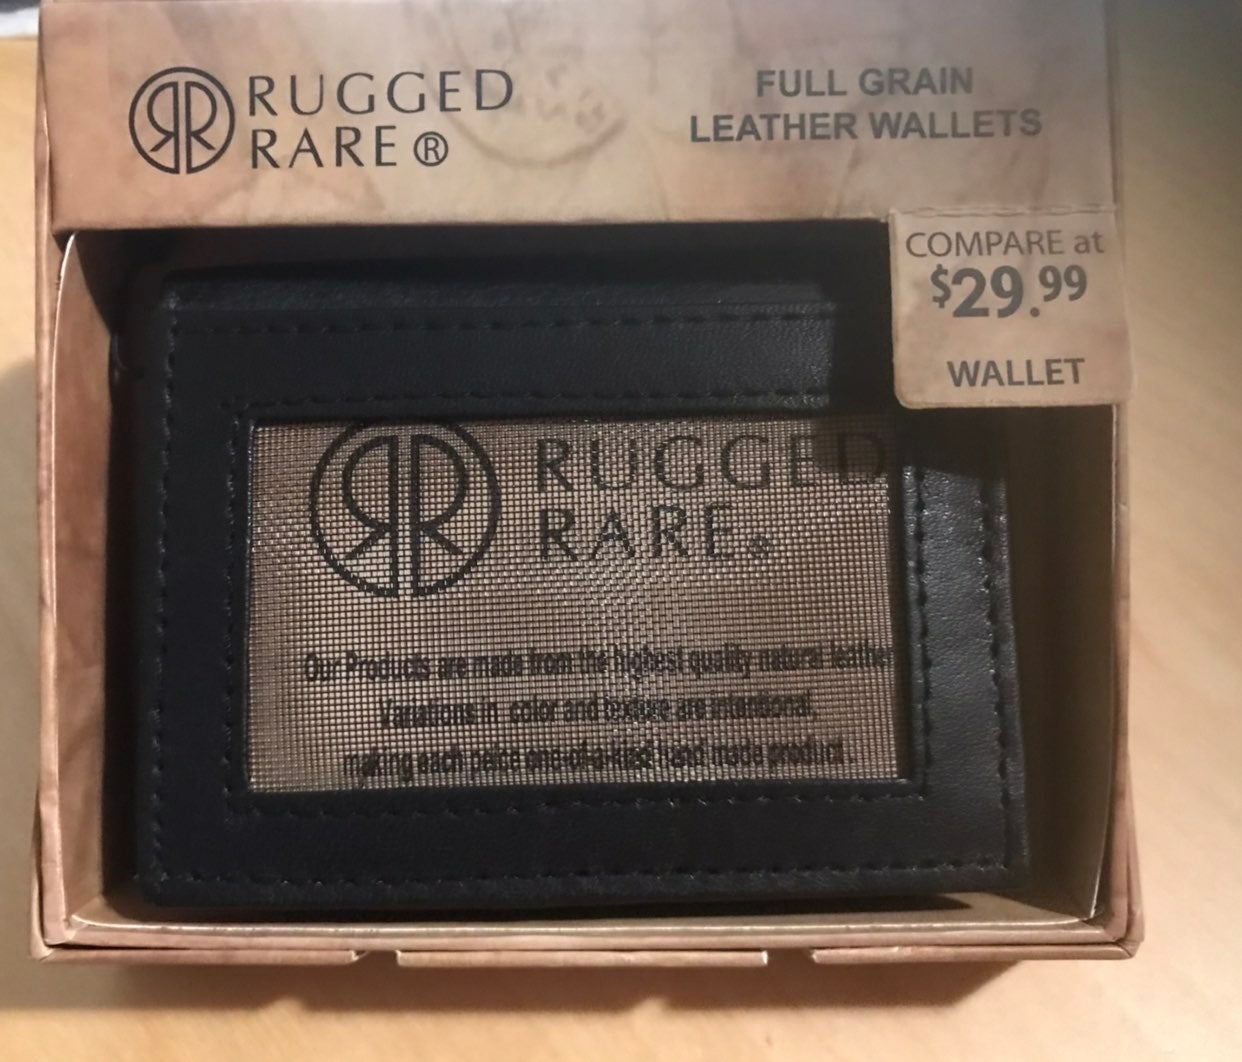 RUGGED
RARE ®
FULL GRAIN
LEATHER WALLETS
COMPARE at
$29.99
WALLET
RUGGED
RARE®
Our Products are made from the highest quality natural leather
Variations in color and texture are intentional,
making each peice one-of-a-kind hand made product.